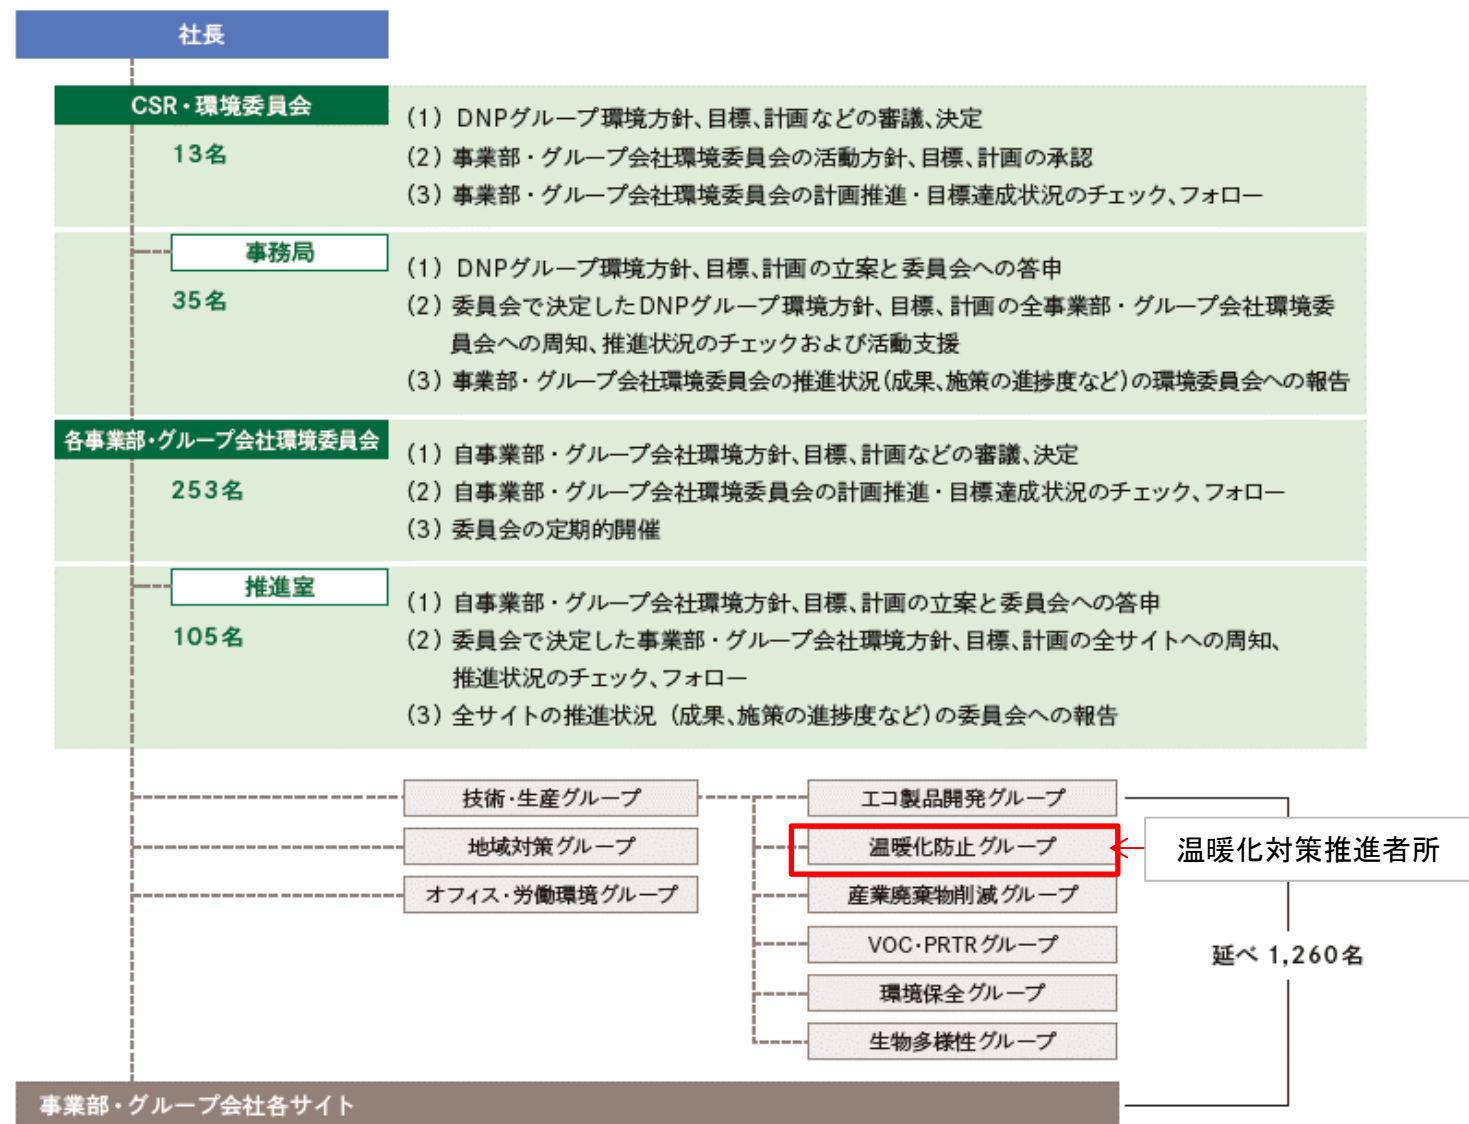 社長
CSR・環境委員会
13名
(1) DNPグループ環境方針、目標、計画などの審議、決定
(2) 事業部・グループ会社環境委員会の活動方針、目標、計画の承認
(3) 事業部・グループ会社環境委員会の計画推進・目標達成状況のチェック、フォロー
事務局
35名
(1) DNPグループ環境方針、目標、計画の立案と委員会への答申
(2) 委員会で決定したDNPグループ環境方針、目標、計画の全事業部・グループ会社環境委
員会への周知、推進状況のチェックおよび活動支援
(3) 事業部・グループ会社環境委員会の推進状況(成果、施策の進捗度など)の環境委員会への報告
各事業部・グループ会社環境委員会
253名
(1) 自事業部・グループ会社環境方針、目標、計画などの審議、決定
(2) 自事業部・グループ会社環境委員会の計画推進・目標達成状況のチェック、フォロー
(3) 委員会の定期的開催
推進室
105名
(1) 自事業部・グループ会社環境方針、目標、計画の立案と委員会への答申
(2) 委員会で決定した事業部・グループ会社環境方針、目標、計画の全サイトへの周知、
推進状況のチェック、フォロー
(3) 全サイトの推進状況（成果、施策の進捗度など)の委員会への報告
技術・生産グループ
地域対策グループ
オフィス・労働環境グループ
エコ製品開発グループ
温暖化防止グループ
産業廃棄物削減グループ
VOC・PRTRグループ
環境保全グループ
生物多様性グループ
温暖化対策推進者所
延べ 1,260名
事業部・グループ会社各サイト